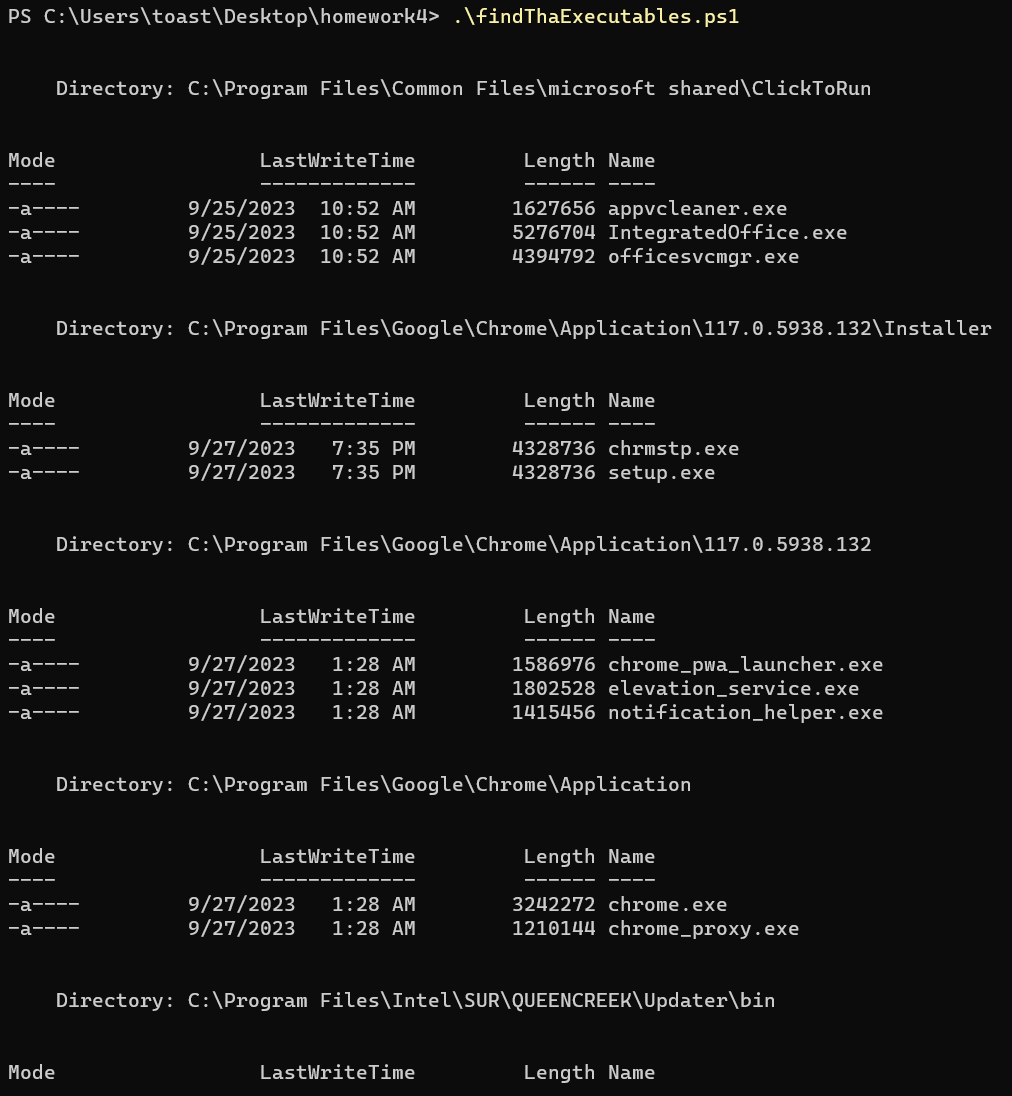 PS C:\Users\toast\Desktop\homework4> .\findThaExecutables.ps1
Directory: C:\Program Files\Common Files\microsoft shared\ClickToRun
Mode                 LastWriteTime         Length Name
----                 -------------         ------ ----
-a----         9/25/2023  10:52 AM        1627656 appvcleaner.exe
-a----         9/25/2023  10:52 AM        5276704 IntegratedOffice.exe
-a----         9/25/2023  10:52 AM        4394792 officesvcmgr.exe
Directory: C:\Program Files\Google\Chrome\Application\117.0.5938.132\Installer
Mode                 LastWriteTime         Length Name
----                 -------------         ------ ----
-a----         9/27/2023   7:35 PM        4328736 chrmstp.exe
-a----         9/27/2023   7:35 PM        4328736 setup.exe
Directory: C:\Program Files\Google\Chrome\Application\117.0.5938.132
Mode                 LastWriteTime         Length Name
----                 -------------         ------ ----
-a----         9/27/2023   1:28 AM        1586976 chrome_pwa_launcher.exe
-a----         9/27/2023   1:28 AM        1802528 elevation_service.exe
-a----         9/27/2023   1:28 AM        1415456 notification_helper.exe
Directory: C:\Program Files\Google\Chrome\Application
Mode                 LastWriteTime         Length Name
----                 -------------         ------ ----
-a----         9/27/2023   1:28 AM        3242272 chrome.exe
-a----         9/27/2023   1:28 AM        1210144 chrome_proxy.exe
Directory: C:\Program Files\Intel\SUR\QUEENCREEK\Updater\bin
Mode                 LastWriteTime         Length Name